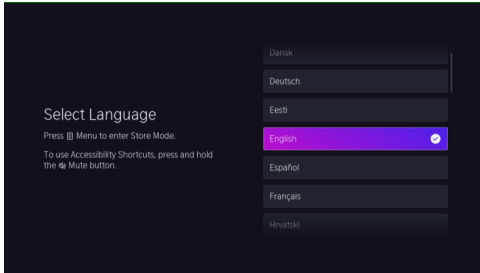 Select Language
Press Menu to enter Store Mode.
To use Accessibility Shortcuts, press and hold
the Mute button.
Dansk
Deutsch
Eesti
English
Español
Français
Hrvatski